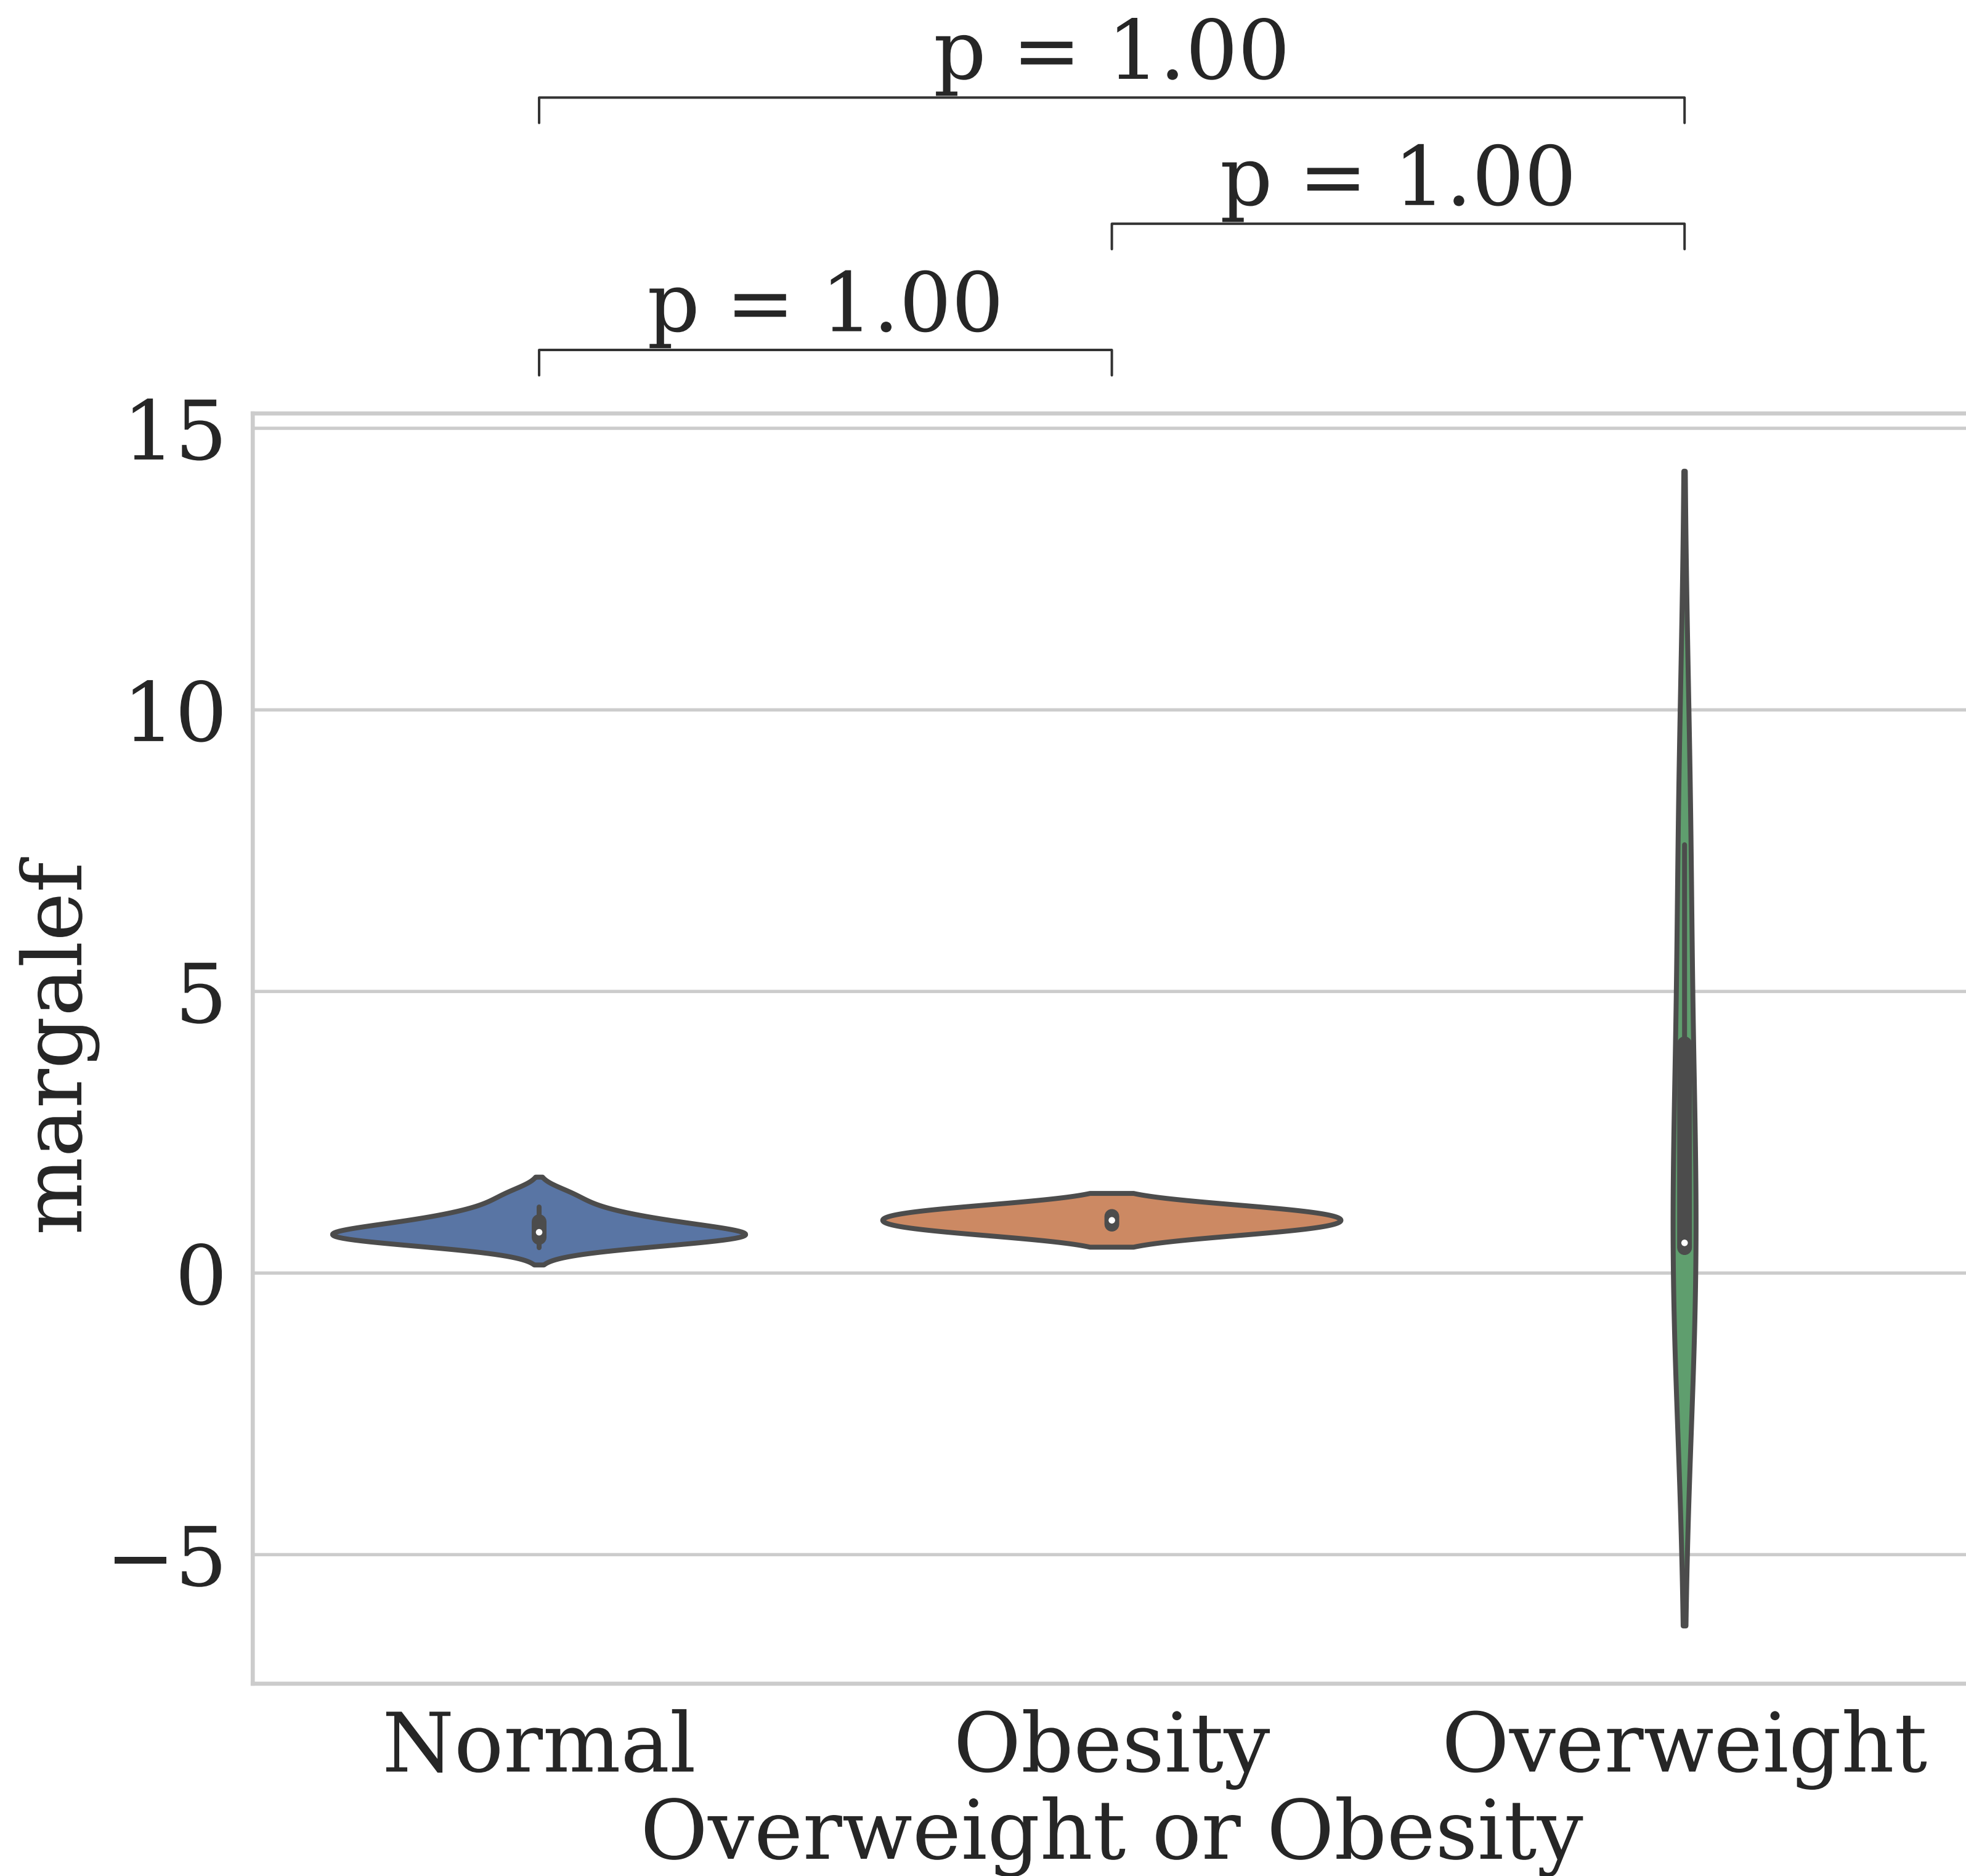 p = 1.00
p = 1.00
p = 1.00
15
10
5
0
−5
margalef
Normal Obesity Overweight
Overweight or Obesity